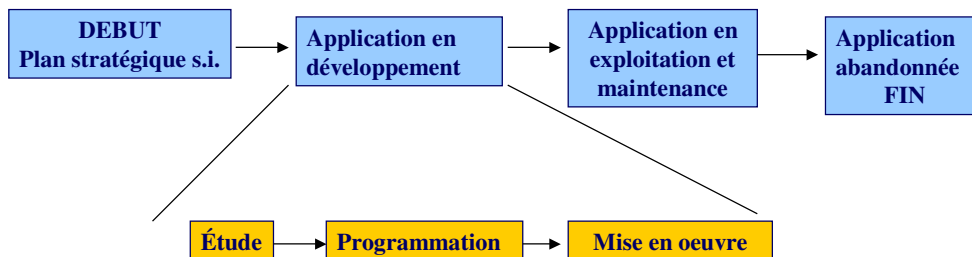 DEBUT
Plan stratégique s.i.
Application en
développement
Application en
exploitation et
maintenance
Application
abandonnée
FIN
Étude
Programmation
Mise en oeuvre